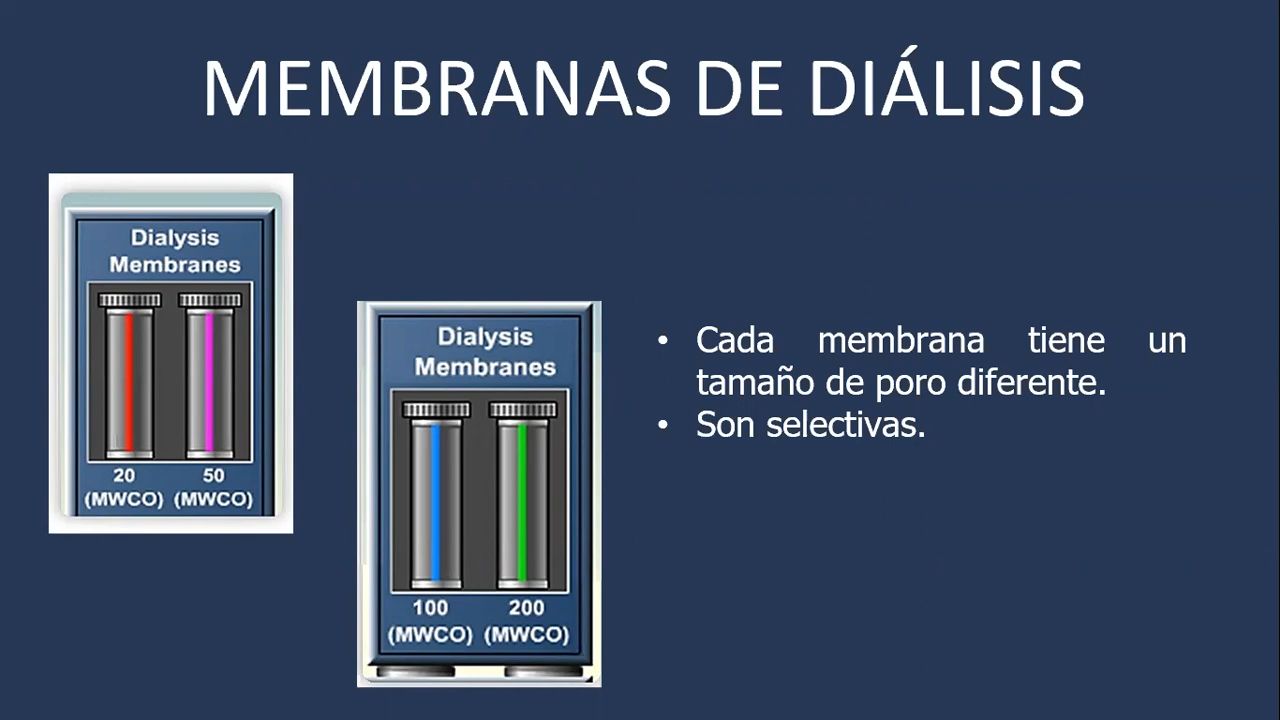 MEMBRANAS DE DIÁLISIS
Dialysis
Membranes
20 50
(MWCO) (MWCO)
Dialysis
Membranes
100 200
(MWCO) (MWCO)
• Cada membrana tiene un
tamaño de poro diferente.
• Son selectivas.